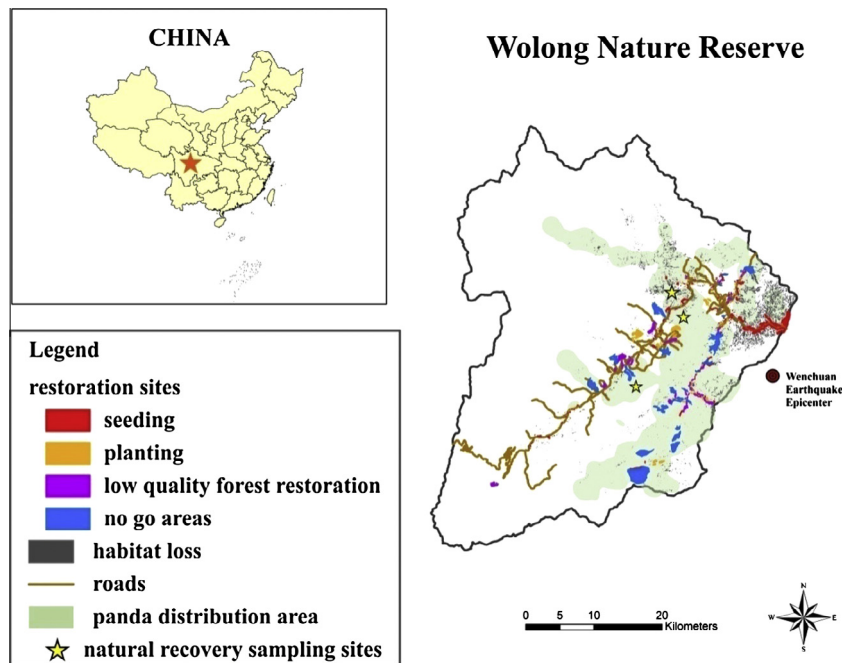 CHINA
Wolong Nature Reserve
Legend
restoration sites
seeding
planting
low quality forest restoration
no go areas
habitat loss
roads
panda distribution area
natural recovery sampling sites
Wenchuan
Earthquake
Epicenter
0 5 10 20
Kilometers
N
W E
S